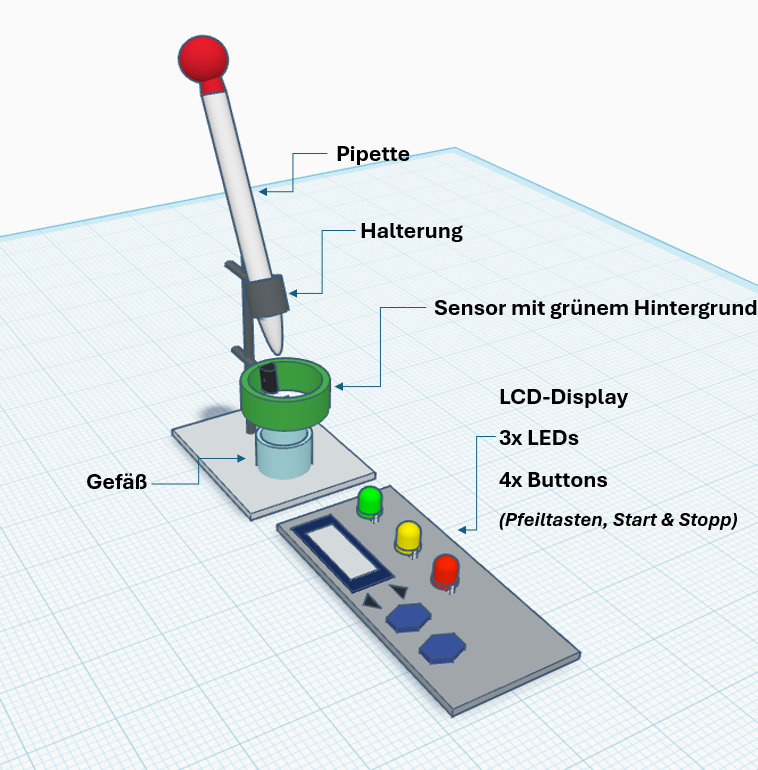 Pipette
Halterung
Sensor mit grünem Hintergrund
LCD-Display
3x LEDs
4x Buttons
(Pfeiltasten, Start & Stopp)
Gefäß